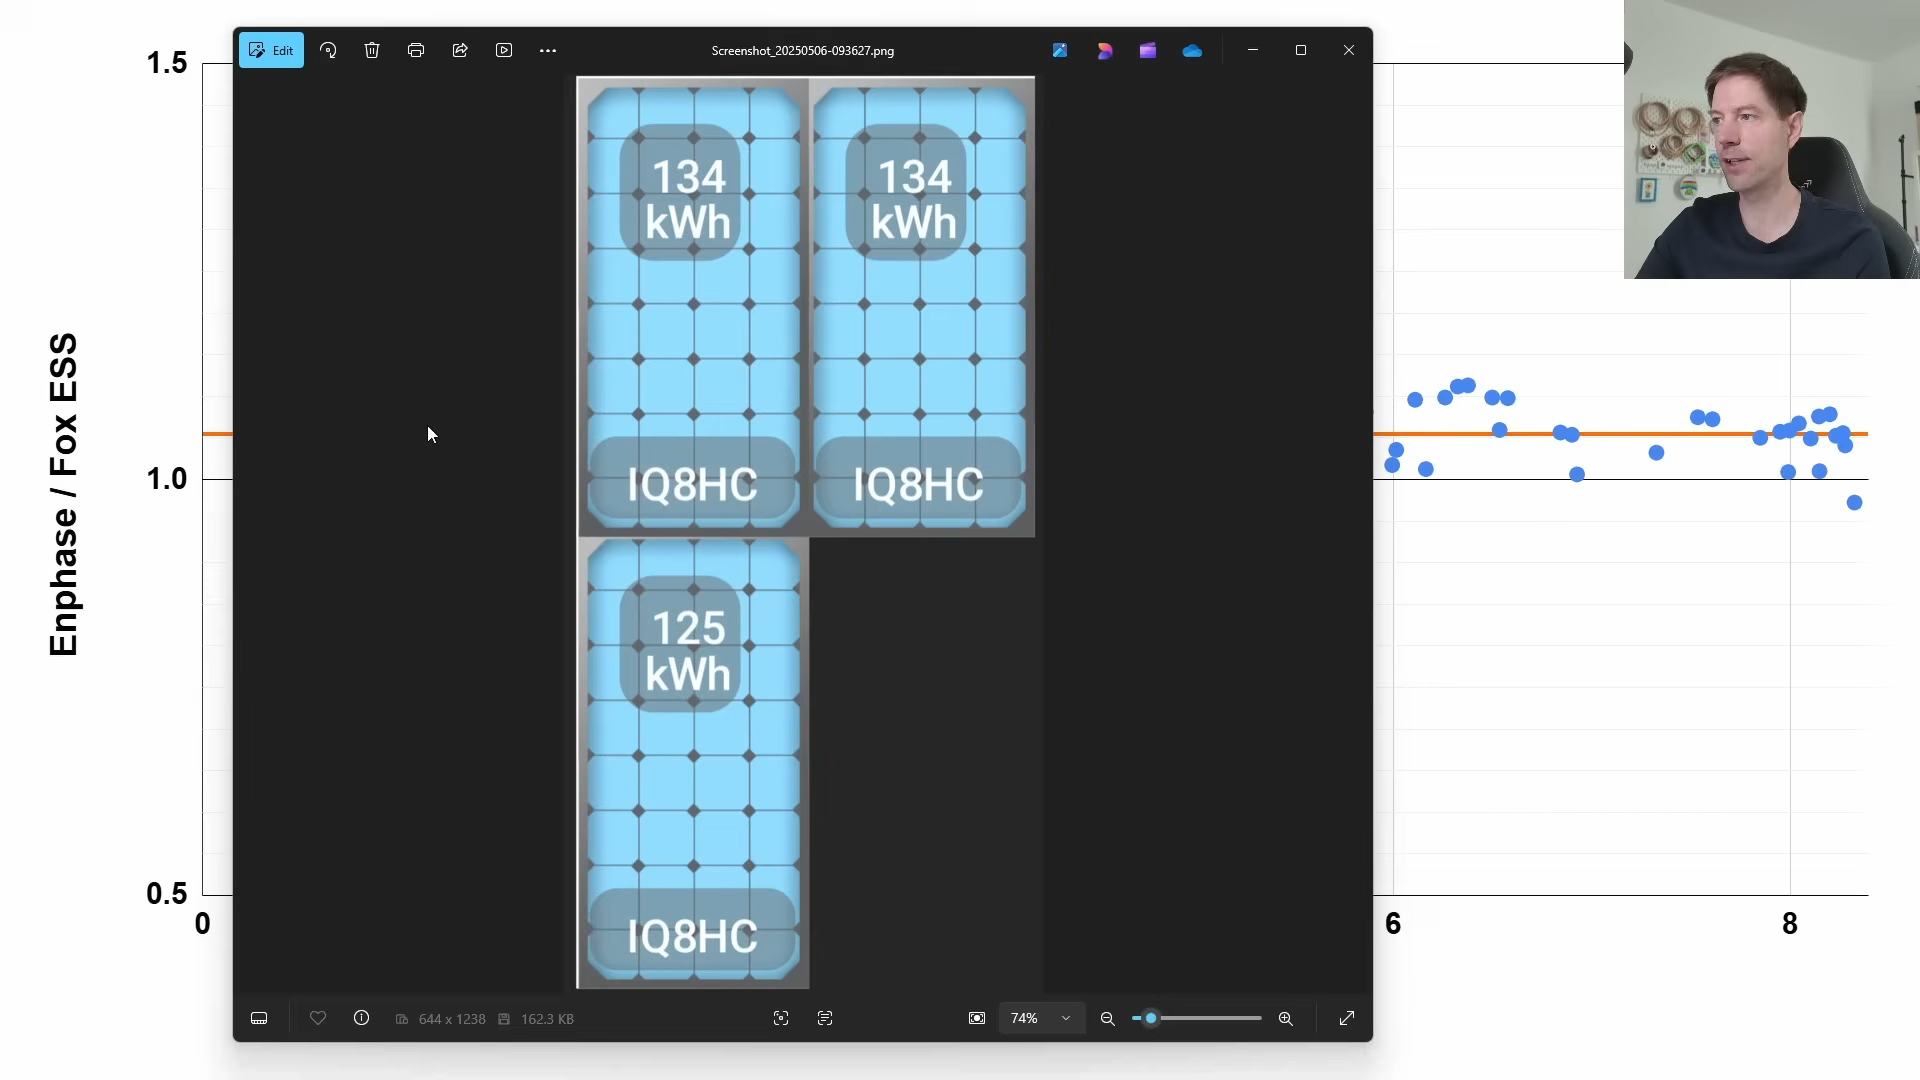 Edit
Screenshot_20250506-093627.png
1.5
134
kWh
134
kWh
IQ8HC
IQ8HC
Enphase / Fox ESS
1.0
125
kWh
IQ8HC
0.5
0
6
8
644 x 1238
162.3 KB
74%